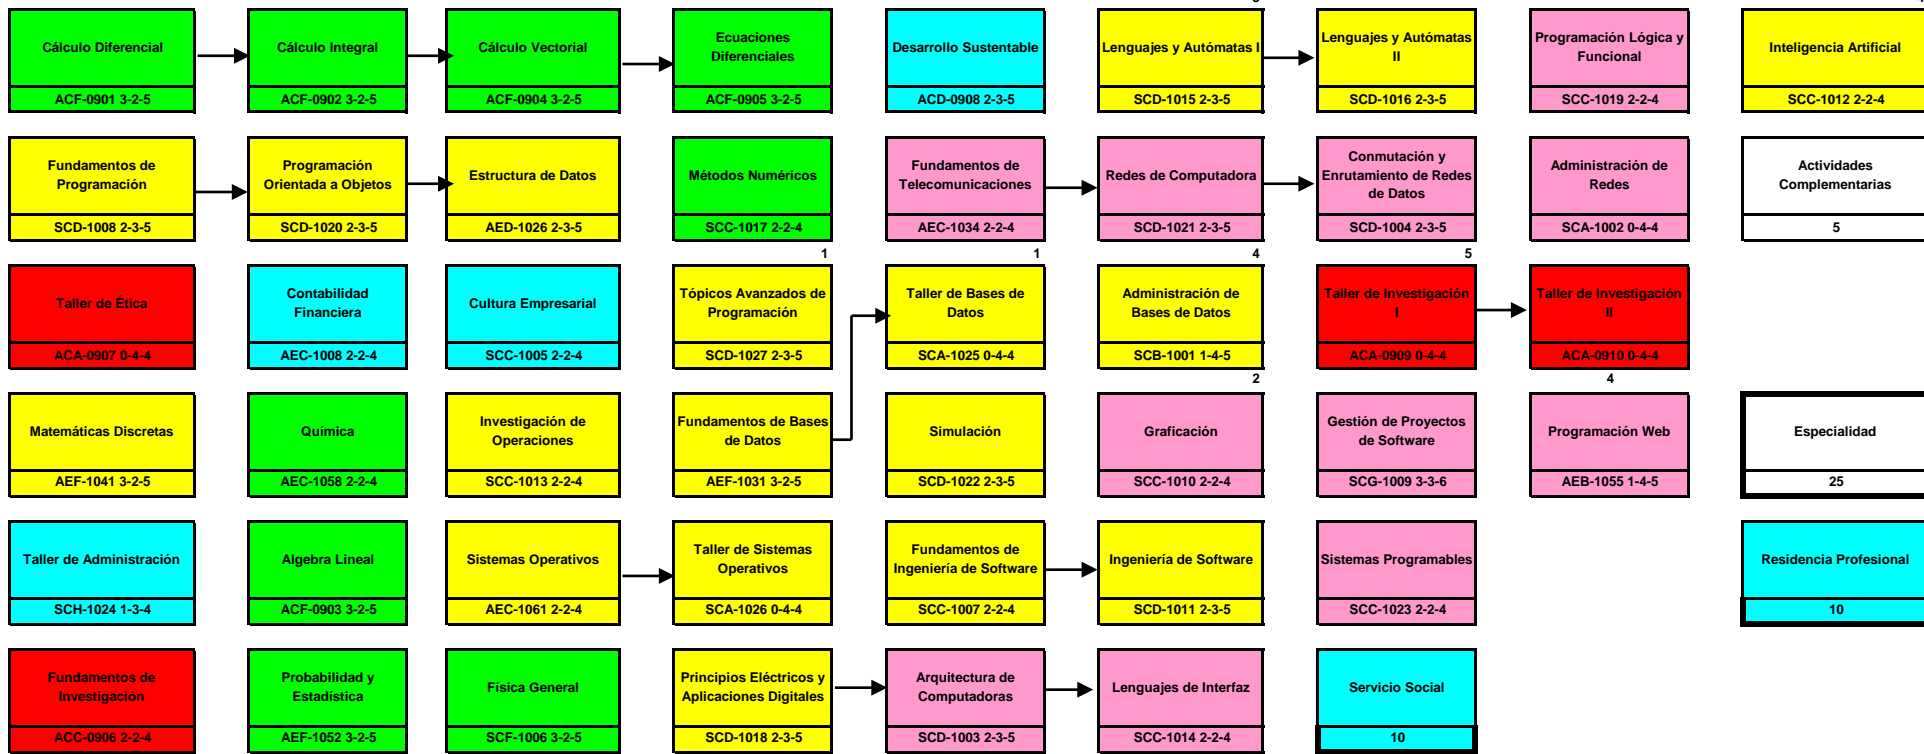 Cálculo Diferencial
ACF-0901 3-2-5
Cálculo Integral
ACF-0902 3-2-5
Cálculo Vectorial
ACF-0904 3-2-5
Ecuaciones
Diferenciales
ACF-0905 3-2-5
Desarrollo Sustentable
ACD-0908 2-3-5
Lenguajes y Autómatas I
SCD-1015 2-3-5
Lenguajes y Autómatas
II
SCD-1016 2-3-5
Programación Lógica y
Funcional
SCC-1019 2-2-4
Inteligencia Artificial
SCC-1012 2-2-4
Fundamentos de
Programación
SCD-1008 2-3-5
Programación
Orientada a Objetos
SCD-1020 2-3-5
Estructura de Datos
AED-1026 2-3-5
Métodos Numéricos
SCC-1017 2-2-4
Fundamentos de
Telecomunicaciones
AEC-1034 2-2-4
Redes de Computadora
SCD-1021 2-3-5
Conmutación y
Enrutamiento de Redes
de Datos
SCD-1004 2-3-5
Administración de
Redes
SCA-1002 0-4-4
Actividades
Complementarias
5
1
1
4
5
Taller de Ética
ACA-0907 0-4-4
Contabilidad
Financiera
AEC-1008 2-2-4
Cultura Empresarial
SCC-1005 2-2-4
Tópicos Avanzados de
Programación
SCD-1027 2-3-5
Taller de Bases de
Datos
SCA-1025 0-4-4
Administración de
Bases de Datos
SCB-1001 1-4-5
Taller de Investigación
I
ACA-0909 0-4-4
Taller de Investigación
II
ACA-0910 0-4-4
2
4
Matemáticas Discretas
AEF-1041 3-2-5
Química
AEC-1058 2-2-4
Investigación de
Operaciones
SCC-1013 2-2-4
Fundamentos de Bases
de Datos
AEF-1031 3-2-5
Simulación
SCD-1022 2-3-5
Graficación
SCC-1010 2-2-4
Gestión de Proyectos
de Software
SCG-1009 3-3-6
Programación Web
AEB-1055 1-4-5
Especialidad
25
Taller de Administración
SCH-1024 1-3-4
Algebra Lineal
ACF-0903 3-2-5
Sistemas Operativos
AEC-1061 2-2-4
Taller de Sistemas
Operativos
SCA-1026 0-4-4
Fundamentos de
Ingeniería de Software
SCC-1007 2-2-4
Ingeniería de Software
SCD-1011 2-3-5
Sistemas Programables
SCC-1023 2-2-4
Residencia Profesional
10
Fundamentos de
Investigación
ACC-0906 2-2-4
Probabilidad y
Estadística
AEF-1052 3-2-5
Física General
SCF-1006 3-2-5
Principios Eléctricos y
Aplicaciones Digitales
SCD-1018 2-3-5
Arquitectura de
Computadoras
SCD-1003 2-3-5
Lenguajes de Interfaz
SCC-1014 2-2-4
Servicio Social
10